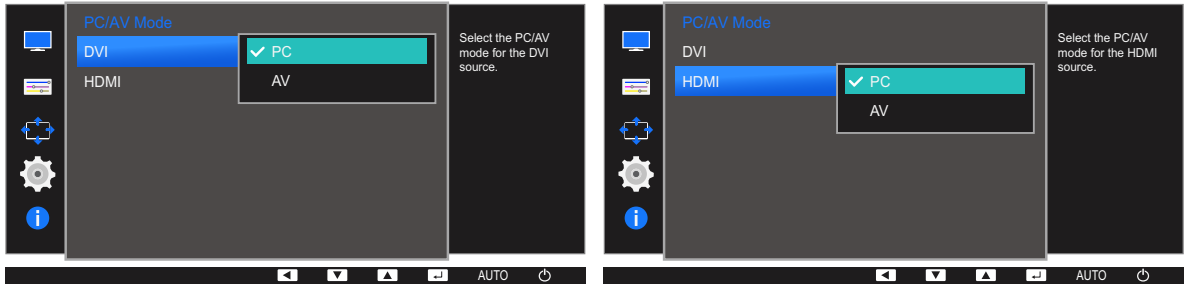 PC/AV Mode
DVI
PC
HDMI
AV
Select the PC/AV
mode for the DVI
source.
AUTO
PC/AV Mode
DVI
HDMI
PC
AV
Select the PC/AV
mode for the HDMI
source.
AUTO